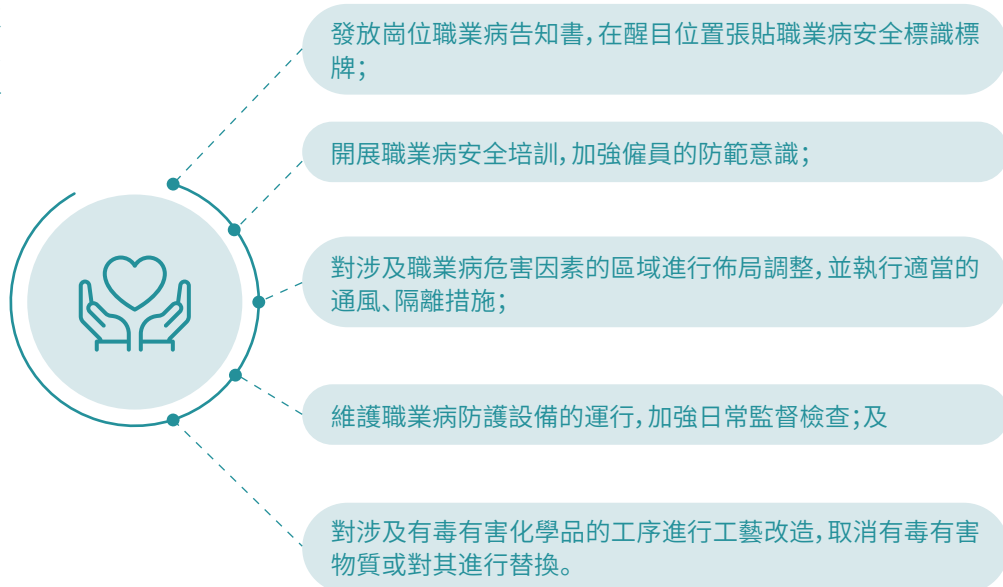 發放崗位職業病告知書，在醒目位置張貼職業病安全標識標
牌；
開展職業病安全培訓，加強僱員的防範意識；
對涉及職業病危害因素的區域進行佈局調整，並執行適當的
通風、隔離措施；
維護職業病防護設備的運行，加強日常監督檢查；及
對涉及有毒有害化學品的工序進行工藝改造，取消有毒有害
物質或對其進行替換。